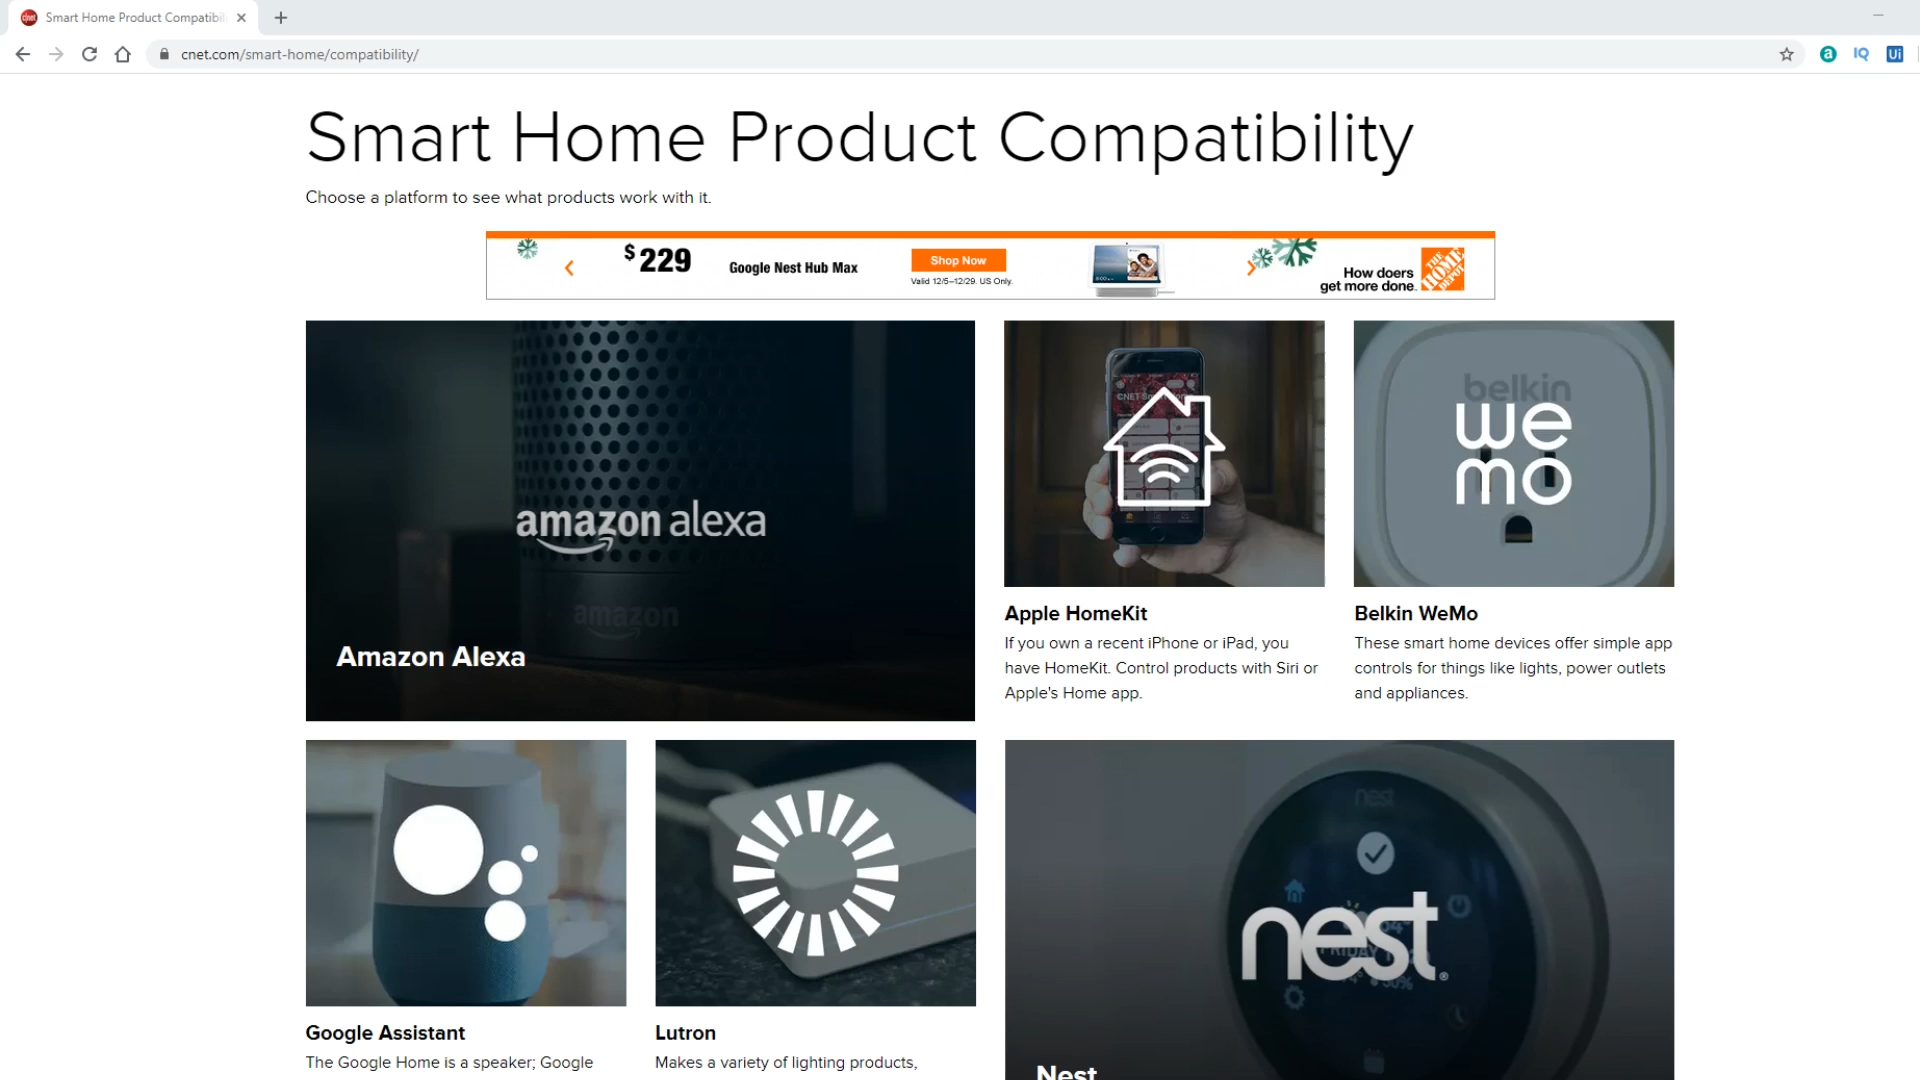 Smart Home Product Compatibil
cnet.com/smart-home/compatibility/
Smart Home Product Compatibility
Choose a platform to see what products work with it.
$229
Google Nest Hub Max
Shop Now
Valid 12/5–12/29. US Only.
How doers
get more done.
THE HOME DEPOT
amazon alexa
amazon
Amazon Alexa
Apple HomeKit
If you own a recent iPhone or iPad, you
have HomeKit. Control products with Siri or
Apple's Home app.
belkin
we
mo
Belkin WeMo
These smart home devices offer simple app
controls for things like lights, power outlets
and appliances.
Google Assistant
The Google Home is a speaker; Google
Lutron
Makes a variety of lighting products,
nest
nest
Nest